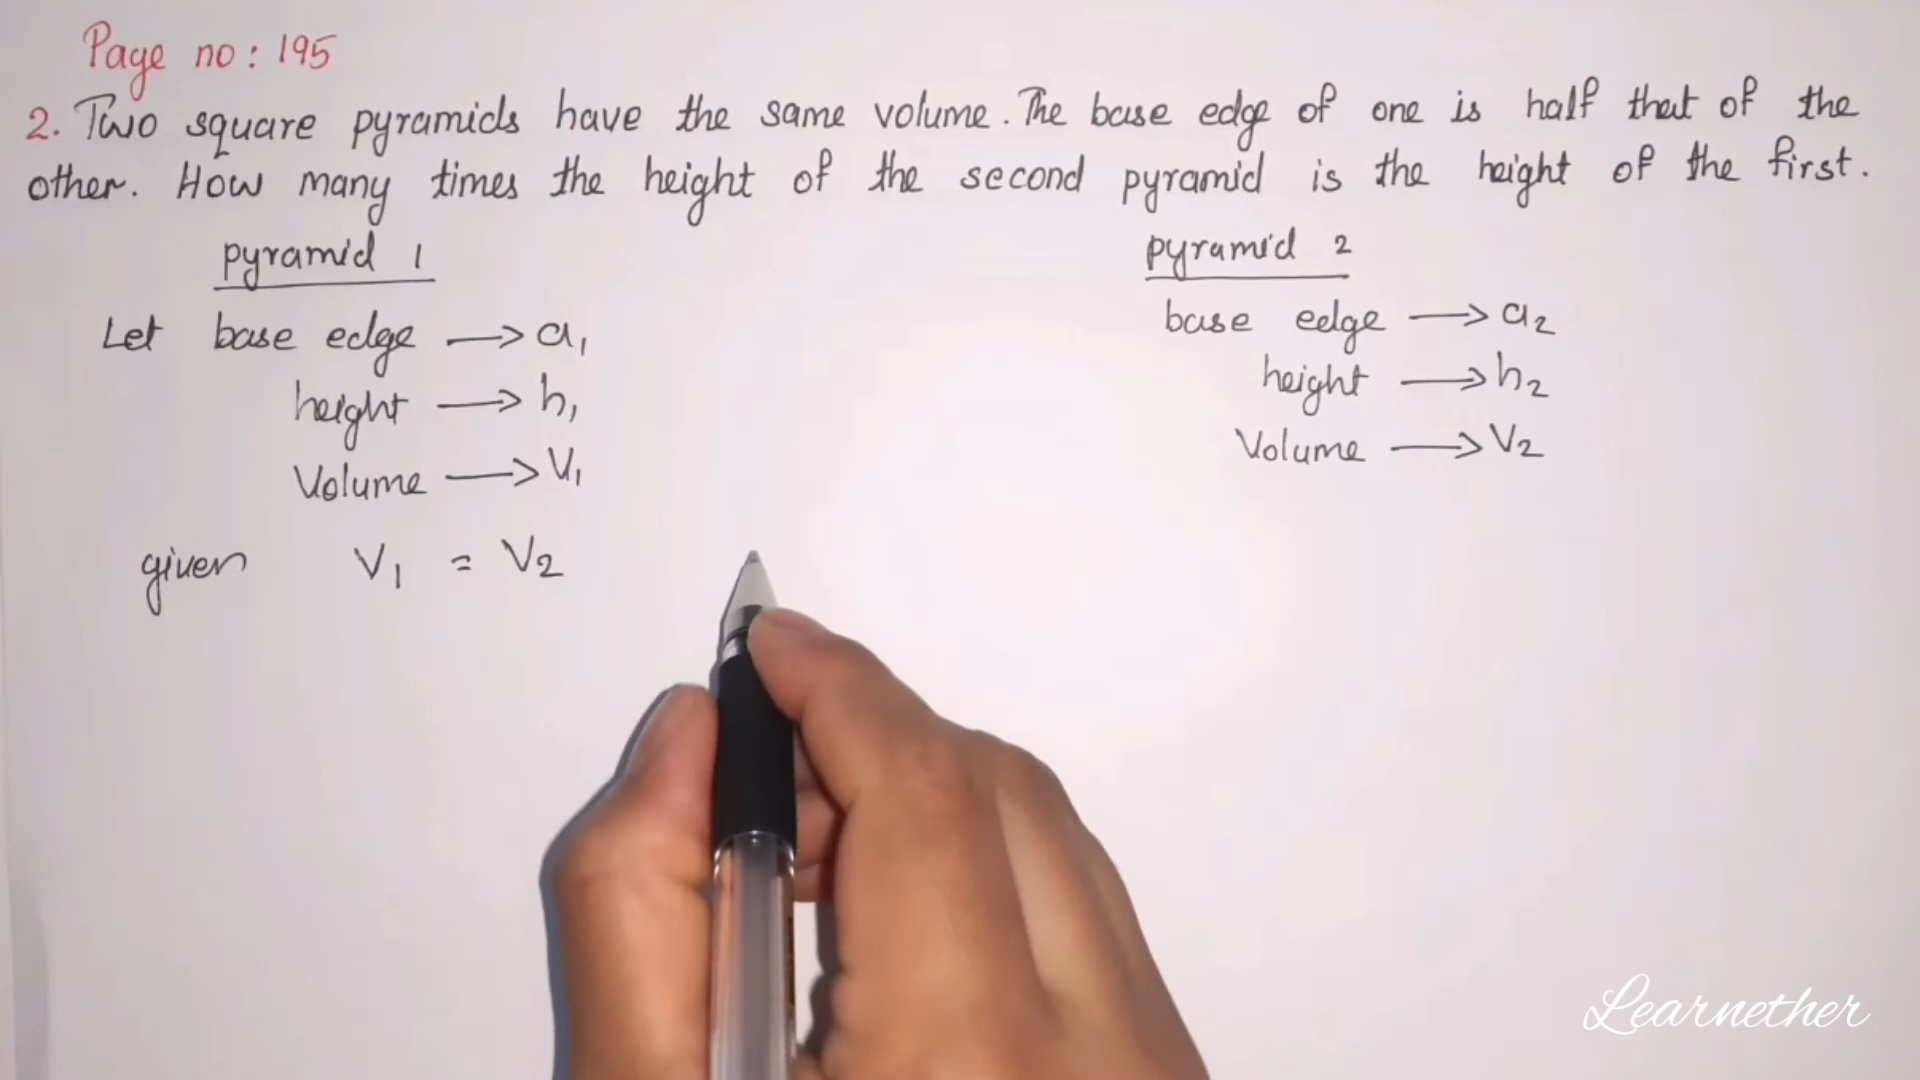 Page no: 195
2. Two square pyramids have the same volume. The base edge of one is half that of the
other. How many times the height of the second pyramid is the height of the first.
pyramid 1
Let base edge → a₁
height → h₁
Volume → V₁
given V₁ = V₂
pyramid 2
base edge → a₂
height → h₂
Volume → V₂
Learnether